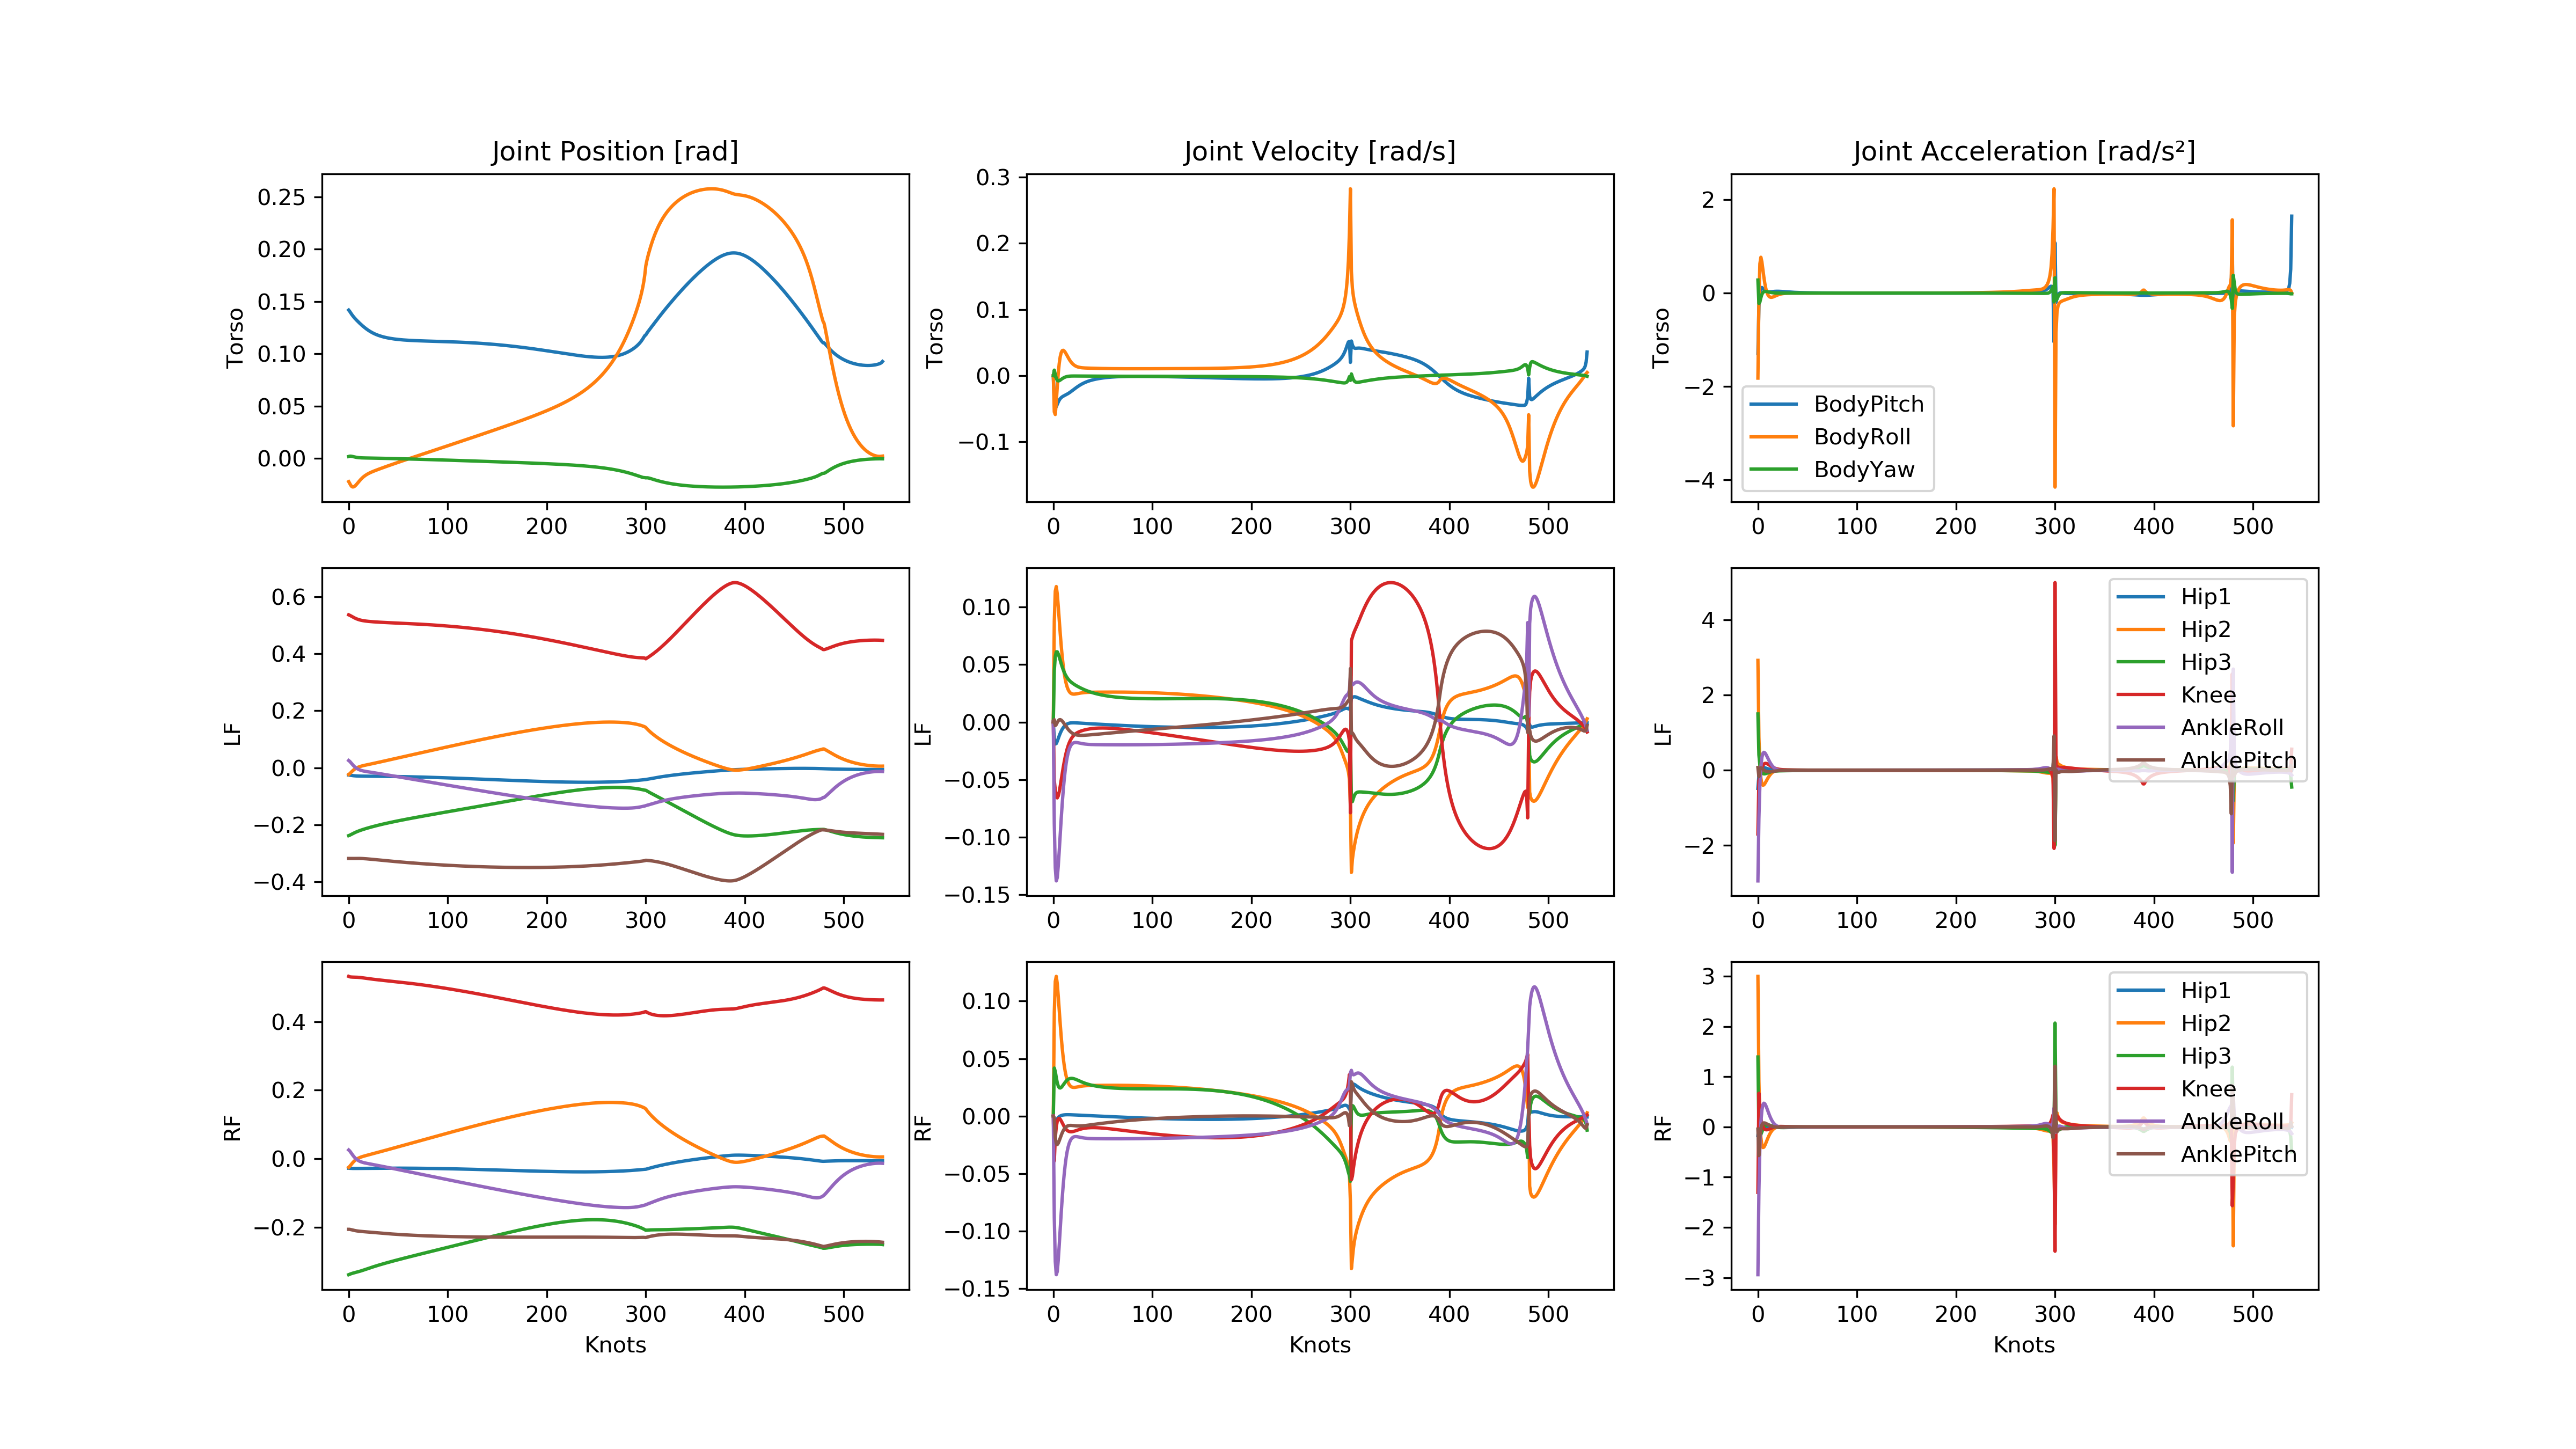 Joint Position [rad]
Joint Velocity [rad/s]
Joint Acceleration [rad/s²]
Torso
0.25
0.20
0.15
0.10
0.05
0.00
0 100 200 300 400 500
Torso
0.3
0.2
0.1
0.0
−0.1
0 100 200 300 400 500
Torso
2
0
−2
−4
BodyPitch
BodyRoll
BodyYaw
0 100 200 300 400 500
LF
0.6
0.4
0.2
0.0
−0.2
−0.4
0 100 200 300 400 500
LF
0.10
0.05
0.00
−0.05
−0.10
−0.15
0 100 200 300 400 500
LF
4
2
0
−2
Hip1
Hip2
Hip3
Knee
AnkleRoll
AnklePitch
0 100 200 300 400 500
RF
0.4
0.2
0.0
−0.2
0 100 200 300 400 500
Knots
RF
0.10
0.05
0.00
−0.05
−0.10
−0.15
0 100 200 300 400 500
Knots
RF
3
2
1
0
−1
−2
−3
Hip1
Hip2
Hip3
Knee
AnkleRoll
AnklePitch
0 100 200 300 400 500
Knots